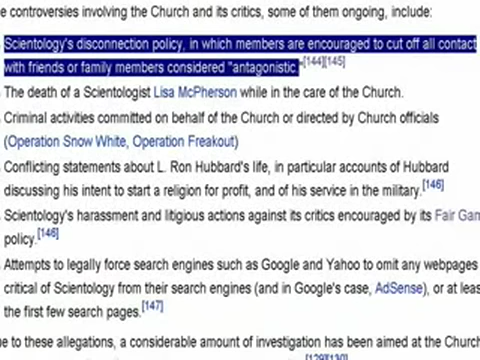 e controversies involving the Church and its critics, some of them ongoing, include:
Scientology's disconnection policy, in which members are encouraged to cut off all contact
with friends or family members considered "antagonistic."[144][145]
The death of a Scientologist Lisa McPherson while in the care of the Church.
Criminal activities committed on behalf of the Church or directed by Church officials
(Operation Snow White, Operation Freakout)
Conflicting statements about L. Ron Hubbard's life, in particular accounts of Hubbard
discussing his intent to start a religion for profit, and of his service in the military.[146]
Scientology's harassment and litigious actions against its critics encouraged by its Fair Gam
policy.[146]
Attempts to legally force search engines such as Google and Yahoo to omit any webpages
critical of Scientology from their search engines (and in Google's case, AdSense), or at leas
the first few search pages.[147]
e to these allegations, a considerable amount of investigation has been aimed at the Church
[129][130]